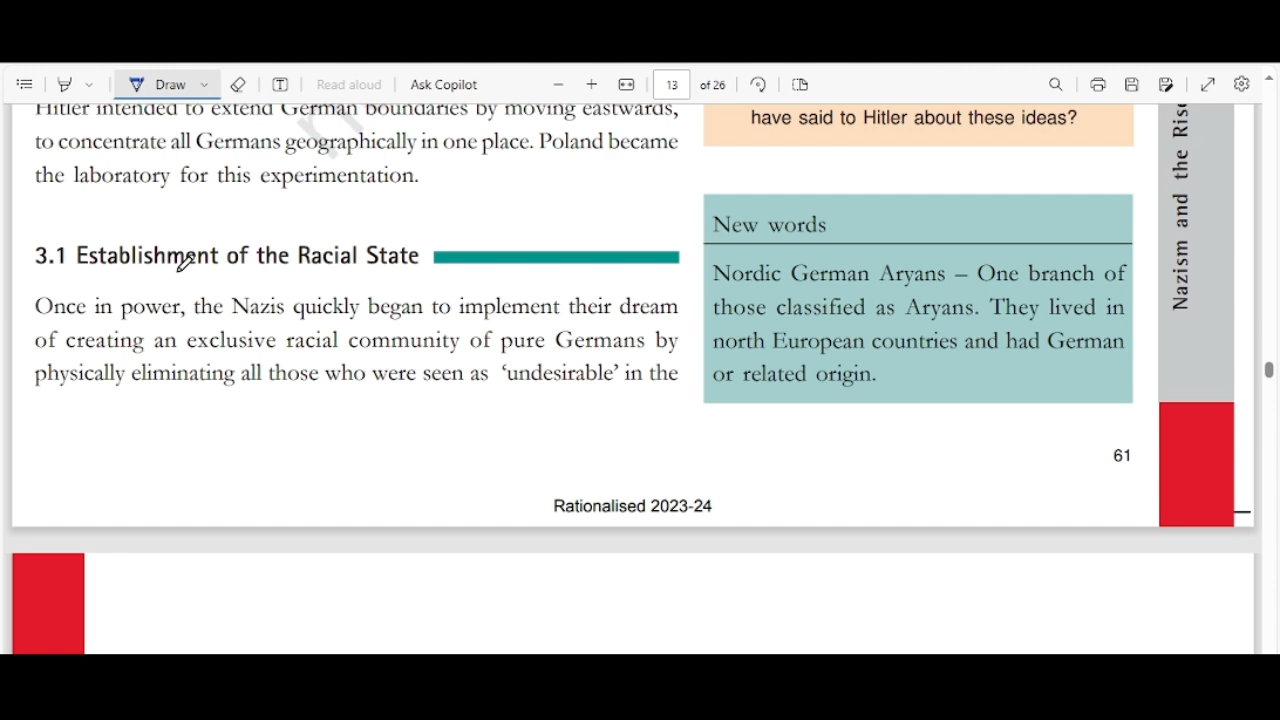 Draw
Read aloud
Ask Copilot
13
of 26
Hitler intended to extend German boundaries by moving eastwards,
to concentrate all Germans geographically in one place. Poland became
the laboratory for this experimentation.
3.1 Establishment of the Racial State
Once in power, the Nazis quickly began to implement their dream
of creating an exclusive racial community of pure Germans by
physically eliminating all those who were seen as 'undesirable' in the
have said to Hitler about these ideas?
New words
Nordic German Aryans – One branch of
those classified as Aryans. They lived in
north European countries and had German
or related origin.
Nazism and the Rise
61
Rationalised 2023-24